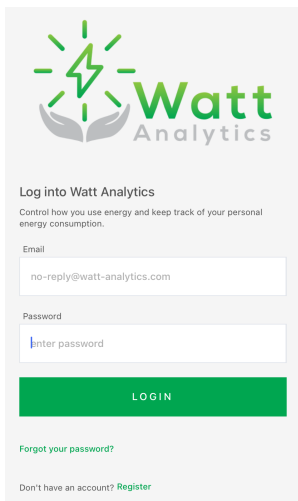 Watt
Analytics
Log into Watt Analytics
Control how you use energy and keep track of your personal
energy consumption.
Email
no-reply@watt-analytics.com
Password
enter password
LOGIN
Forgot your password?
Don't have an account? Register